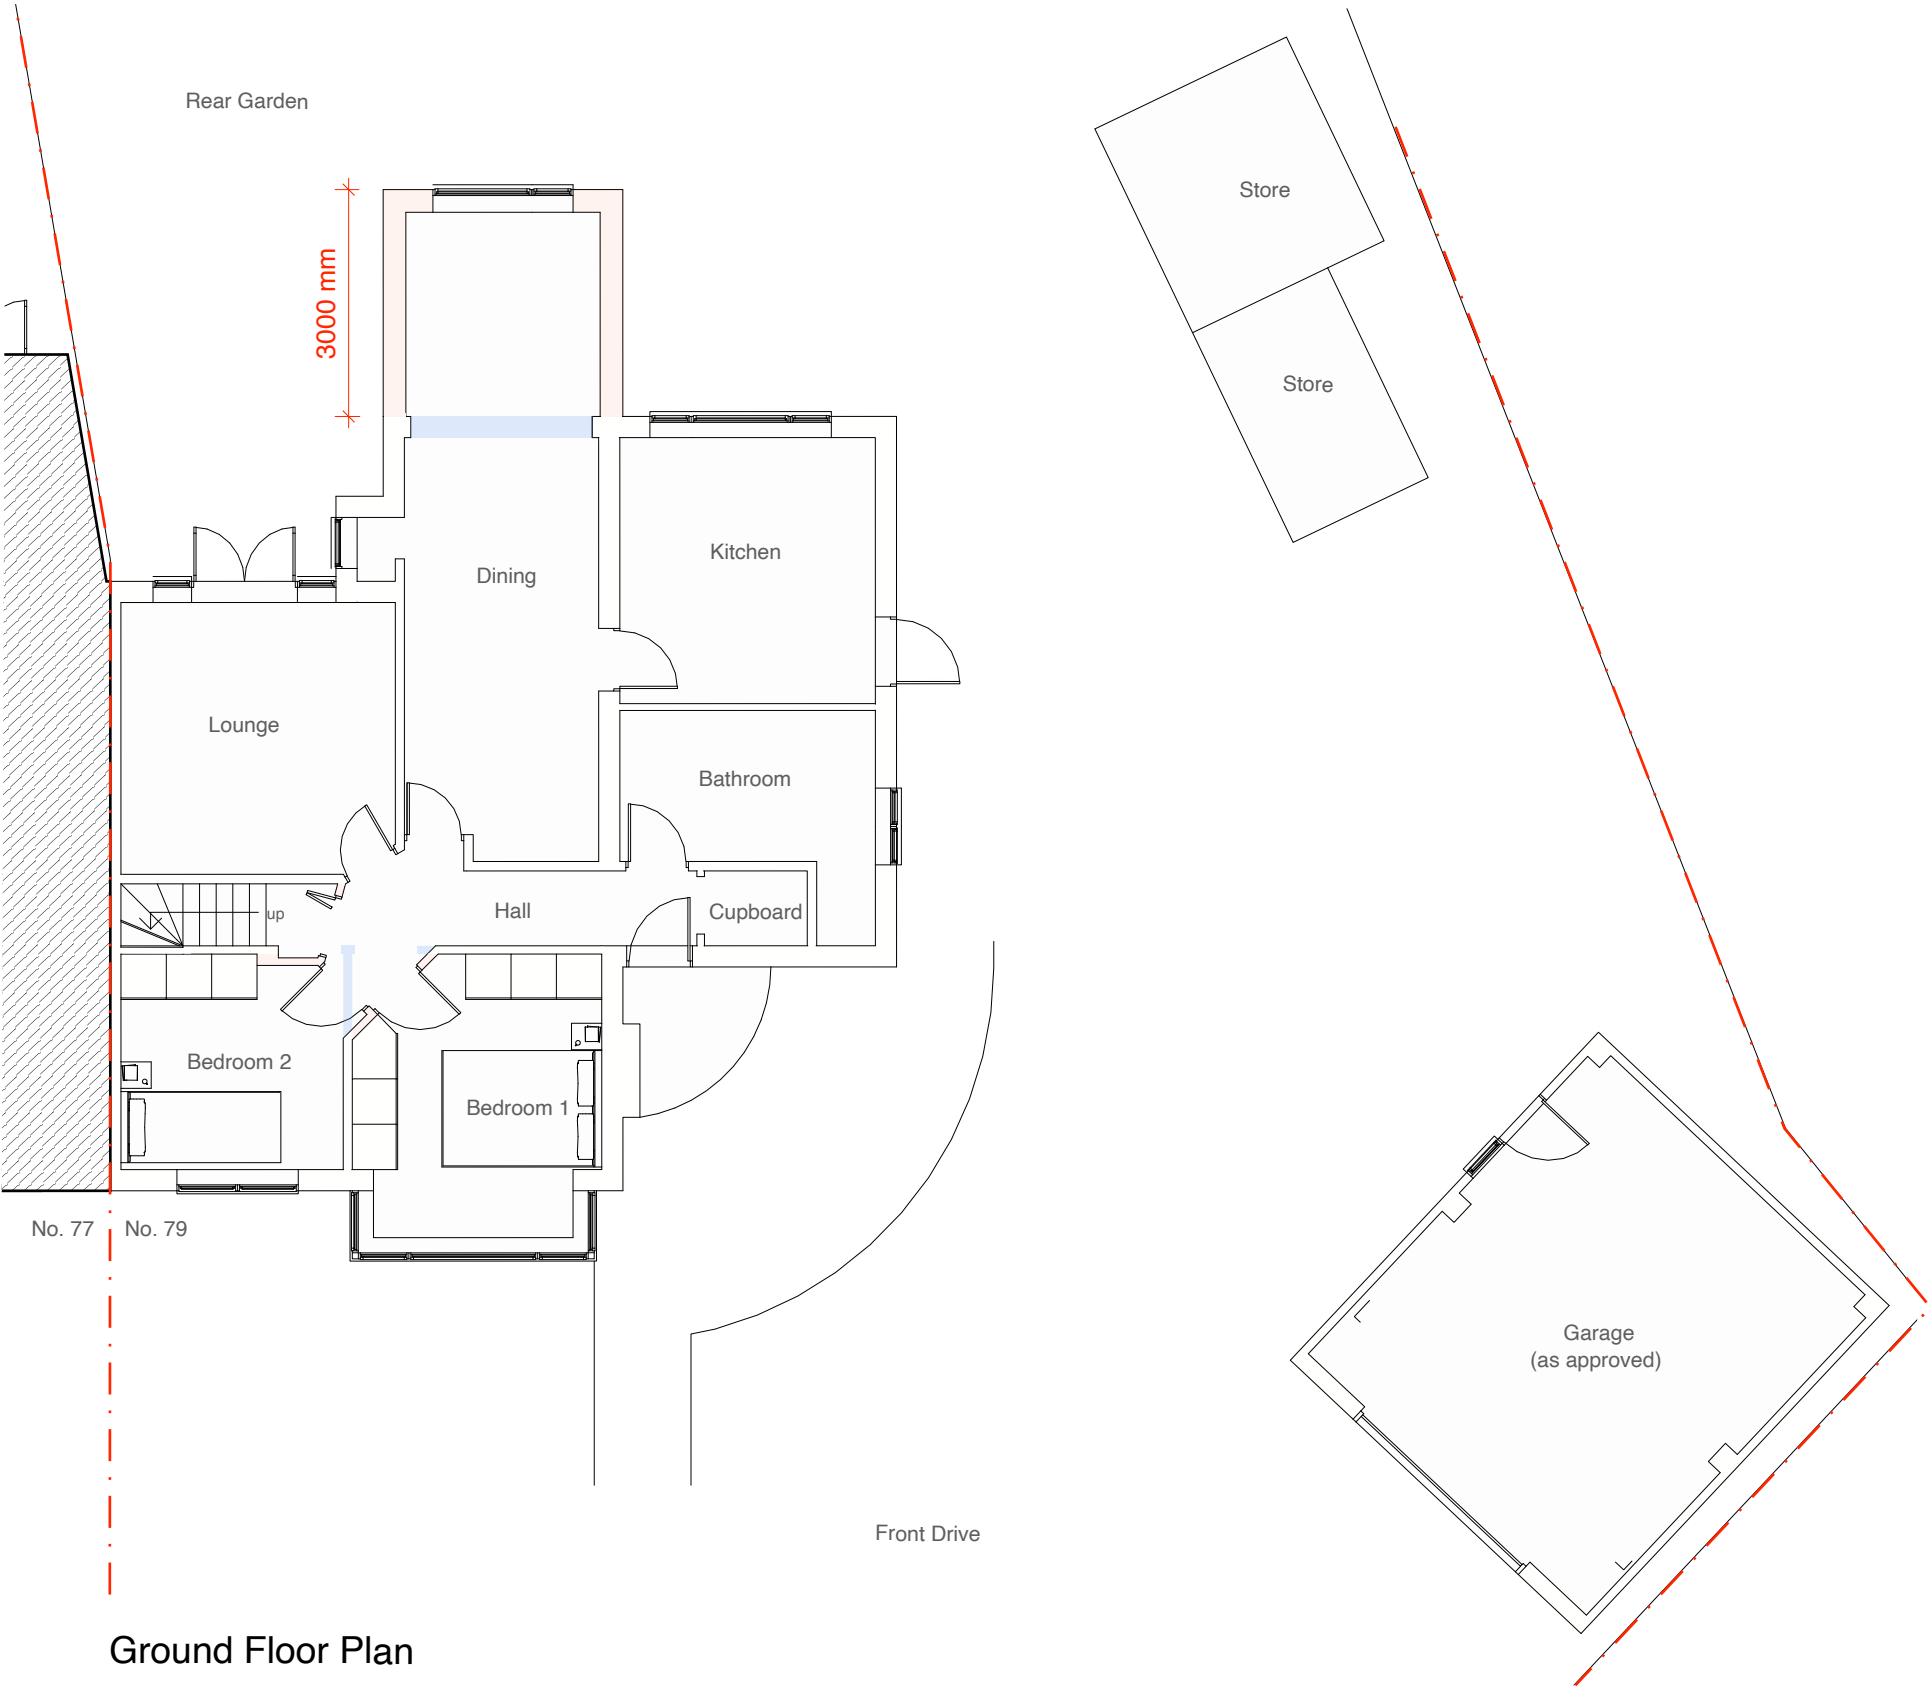 Rear Garden
Store
3000 mm
Store
Kitchen
Dining
Lounge
Bathroom
up
Hall
Cupboard
Bedroom 2
Bedroom 1
No. 77
No. 79
Garage
(as approved)
Front Drive
Ground Floor Plan